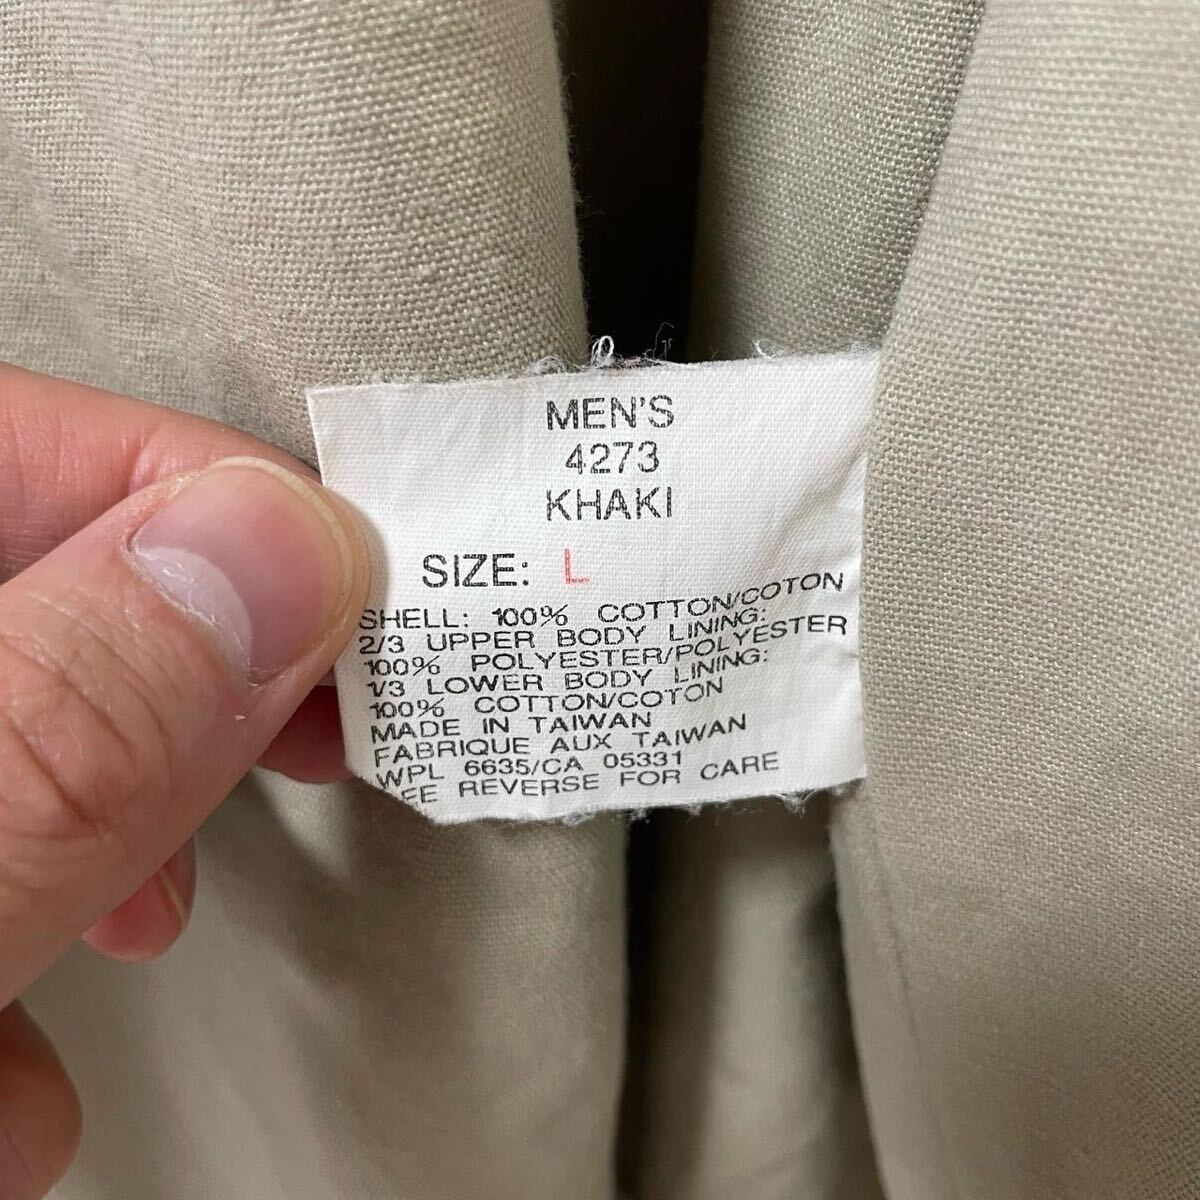 MEN'S
4273
KHAKI
SIZE: L
SHELL: 100% COTTON/COTON
2/3 UPPER BODY LINING:
100% POLYESTER/POLYESTER
1/3 LOWER BODY LINING:
100% COTTON/COTON
MADE IN TAIWAN
FABRIQUE AUX TAIWAN
WPL 6635/CA 05331
SEE REVERSE FOR CARE